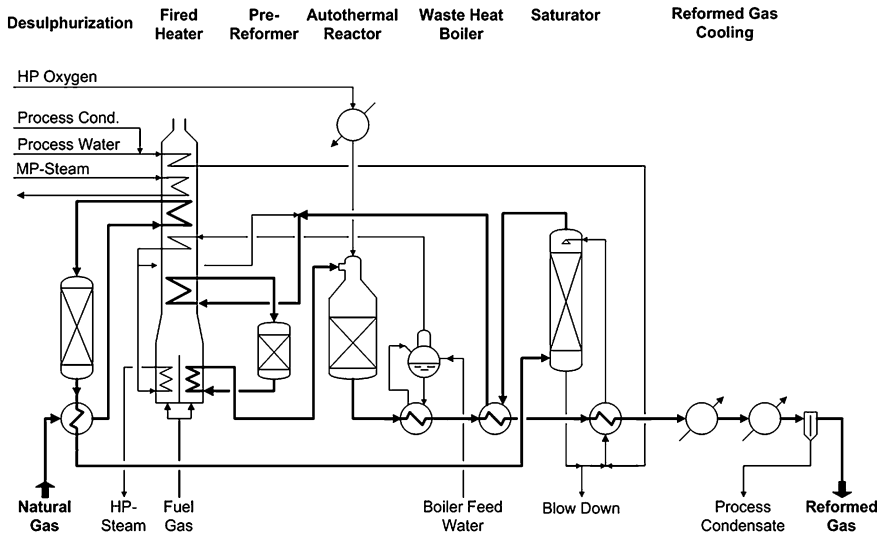 Desulphurization
Fired
Heater
Pre-
Reformer
Autothermal
Reactor
Waste Heat
Boiler
Saturator
Reformed Gas
Cooling
HP Oxygen
Process Cond.
Process Water
MP-Steam
Natural
Gas
HP-
Steam
Fuel
Gas
Boiler Feed
Water
Blow Down
Process
Condensate
Reformed
Gas